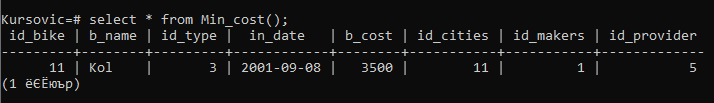 Kursovic=# select * from Min_cost();
id_bike | b_name | id_type | in_date | b_cost | id_cities | id_makers | id_provider
---------+--------+---------+------------+--------+-----------+-----------+-------------
11 | Kol | 3 | 2001-09-08 | 3500 | 11 | 1 | 5
(1 ёЄЁюър)